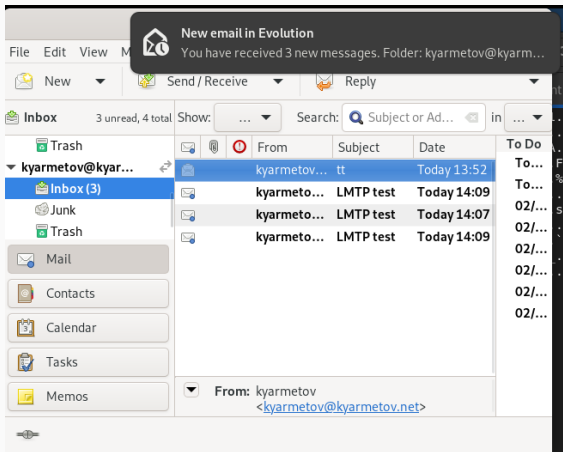 New email in Evolution
You have received 3 new messages. Folder: kyarmetov@kyarm...
File Edit View M
New Send / Receive Reply
Inbox 3 unread, 4 total Show: ... Search: Subject or Ad... in ...
Trash
kyarmetov@kyar...
Inbox (3)
Junk
Trash
Mail
Contacts
Calendar
Tasks
Memos
From Subject Date
kyarmetov... tt Today 13:52
kyarmeto... LMTP test Today 14:09
kyarmeto... LMTP test Today 14:07
kyarmeto... LMTP test Today 14:09
To Do
To...
To...
02/...
02/...
02/...
02/...
02/...
02/...
From: kyarmetov
<kyarmetov@kyarmetov.net>